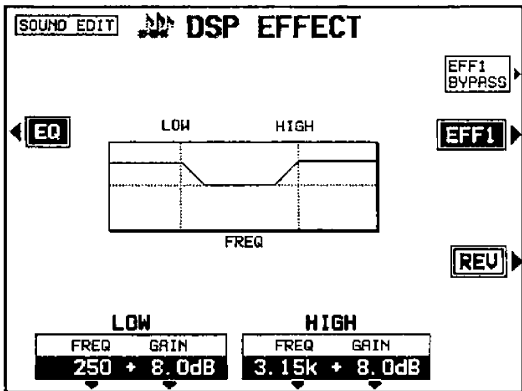 SOUND EDIT DSP EFFECT
EFF1
BYPASS
EQ
LOW HIGH
EFF1
FREQ
REV
LOW HIGH
FREQ GAIN FREQ GAIN
250 + 8.0dB 3.15k + 8.0dB